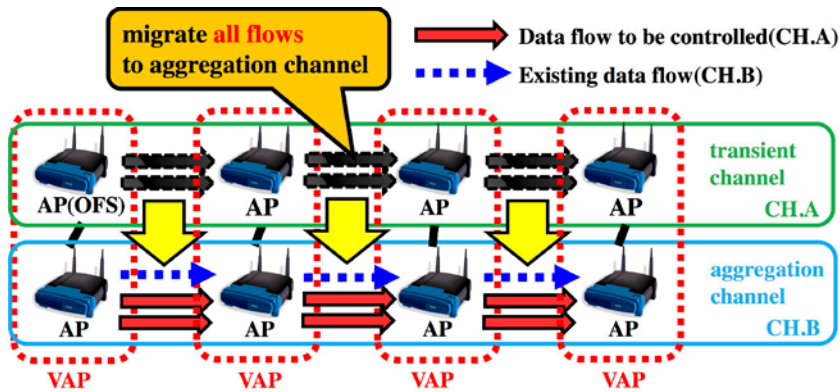 migrate all flows
to aggregation channel
Data flow to be controlled(CH.A)
Existing data flow(CH.B)
AP(OFS)
AP
AP
AP
transient
channel
CH.A
AP
AP
AP
AP
aggregation
channel
CH.B
VAP
VAP
VAP
VAP